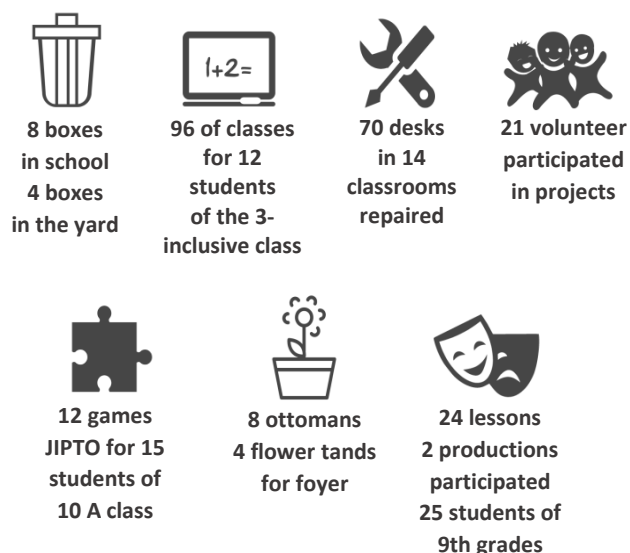 1+2=
8 boxes
in school
4 boxes
in the yard
96 of classes
for 12
students
of the 3-
inclusive class
70 desks
in 14
classrooms
repaired
21 volunteer
participated
in projects
12 games
JIPTO for 15
students of
10 A class
8 ottomans
4 flower tands
for foyer
24 lessons
2 productions
participated
25 students of
9th grades